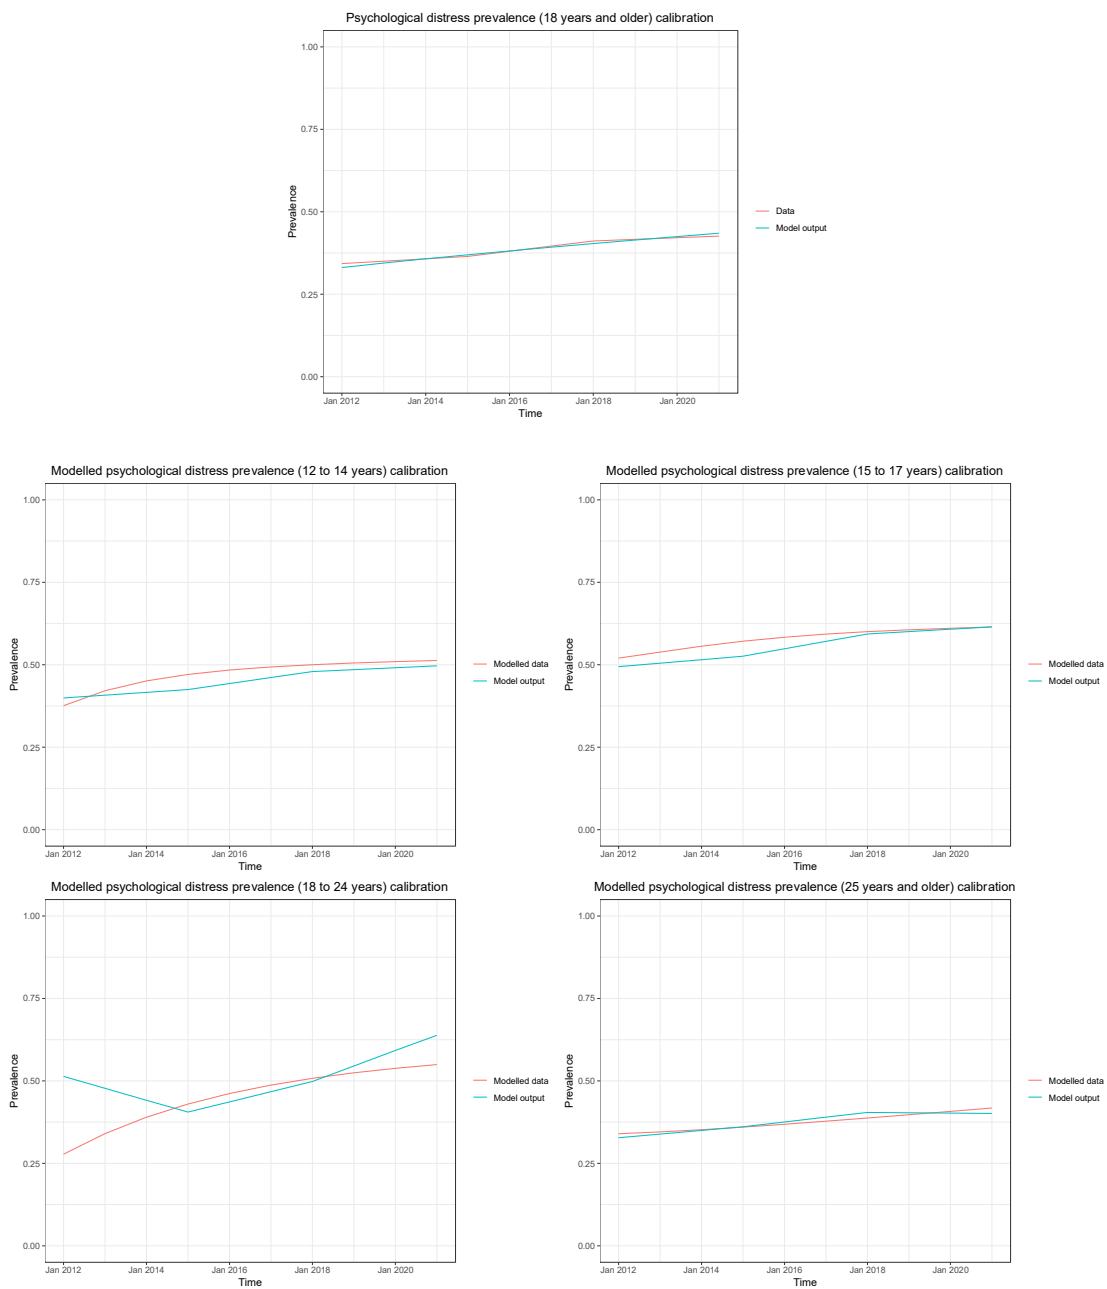 Psychological distress prevalence (18 years and older) calibration
1.00
0.75
0.50
0.25
0.00
Prevalence
Jan 2012 Jan 2014 Jan 2016 Jan 2018 Jan 2020
Time
Data
Model output
Modelled psychological distress prevalence (12 to 14 years) calibration
1.00
0.75
0.50
0.25
0.00
Prevalence
Jan 2012 Jan 2014 Jan 2016 Jan 2018 Jan 2020
Time
Modelled data
Model output
Modelled psychological distress prevalence (15 to 17 years) calibration
1.00
0.75
0.50
0.25
0.00
Prevalence
Jan 2012 Jan 2014 Jan 2016 Jan 2018 Jan 2020
Time
Modelled data
Model output
Modelled psychological distress prevalence (18 to 24 years) calibration
1.00
0.75
0.50
0.25
0.00
Prevalence
Jan 2012 Jan 2014 Jan 2016 Jan 2018 Jan 2020
Time
Modelled data
Model output
Modelled psychological distress prevalence (25 years and older) calibration
1.00
0.75
0.50
0.25
0.00
Prevalence
Jan 2012 Jan 2014 Jan 2016 Jan 2018 Jan 2020
Time
Modelled data
Model output